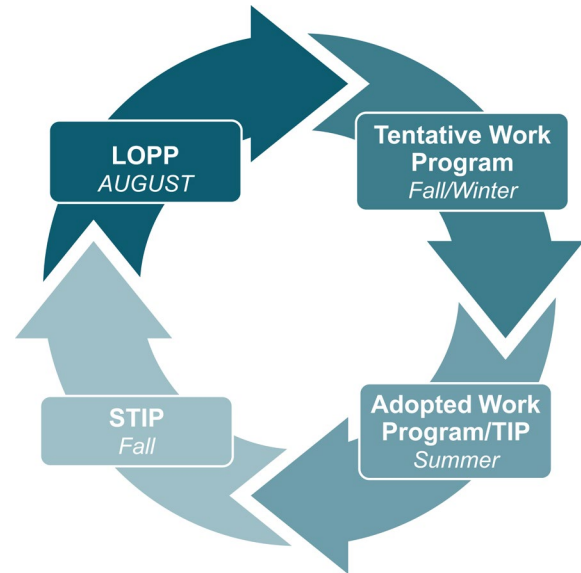 LOPP
AUGUST
Tentative Work
Program
Fall/Winter
Adopted Work
Program/TIP
Summer
STIP
Fall